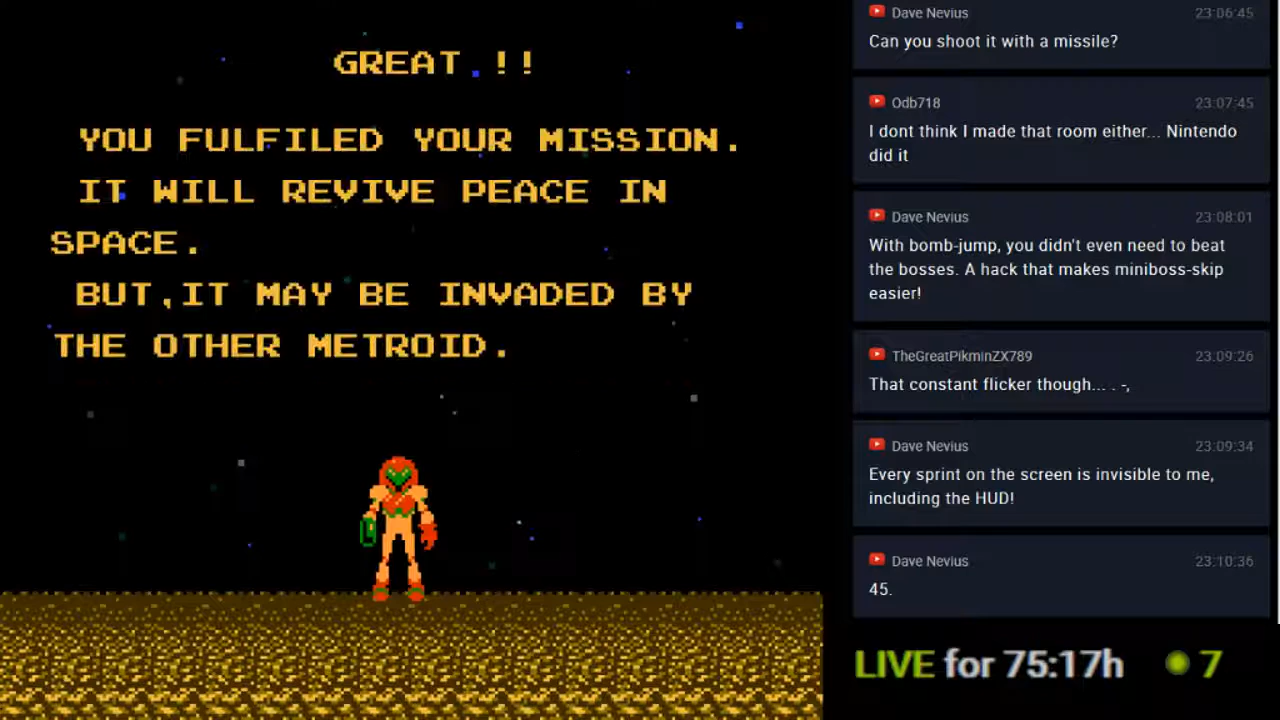 GREAT !!
YOU FULFILED YOUR MISSION.
IT WILL REVIVE PEACE IN
SPACE.
BUT,IT MAY BE INVADED BY
THE OTHER METROID.
Dave Nevius 23:06:45
Can you shoot it with a missile?
Odb718 23:07:45
I dont think I made that room either... Nintendo
did it
Dave Nevius 23:08:01
With bomb-jump, you didn't even need to beat
the bosses. A hack that makes miniboss-skip
easier!
TheGreatPikminZX789 23:09:26
That constant flicker though... . -,
Dave Nevius 23:09:34
Every sprint on the screen is invisible to me,
including the HUD!
Dave Nevius 23:10:36
45.
LIVE for 75:17h 7